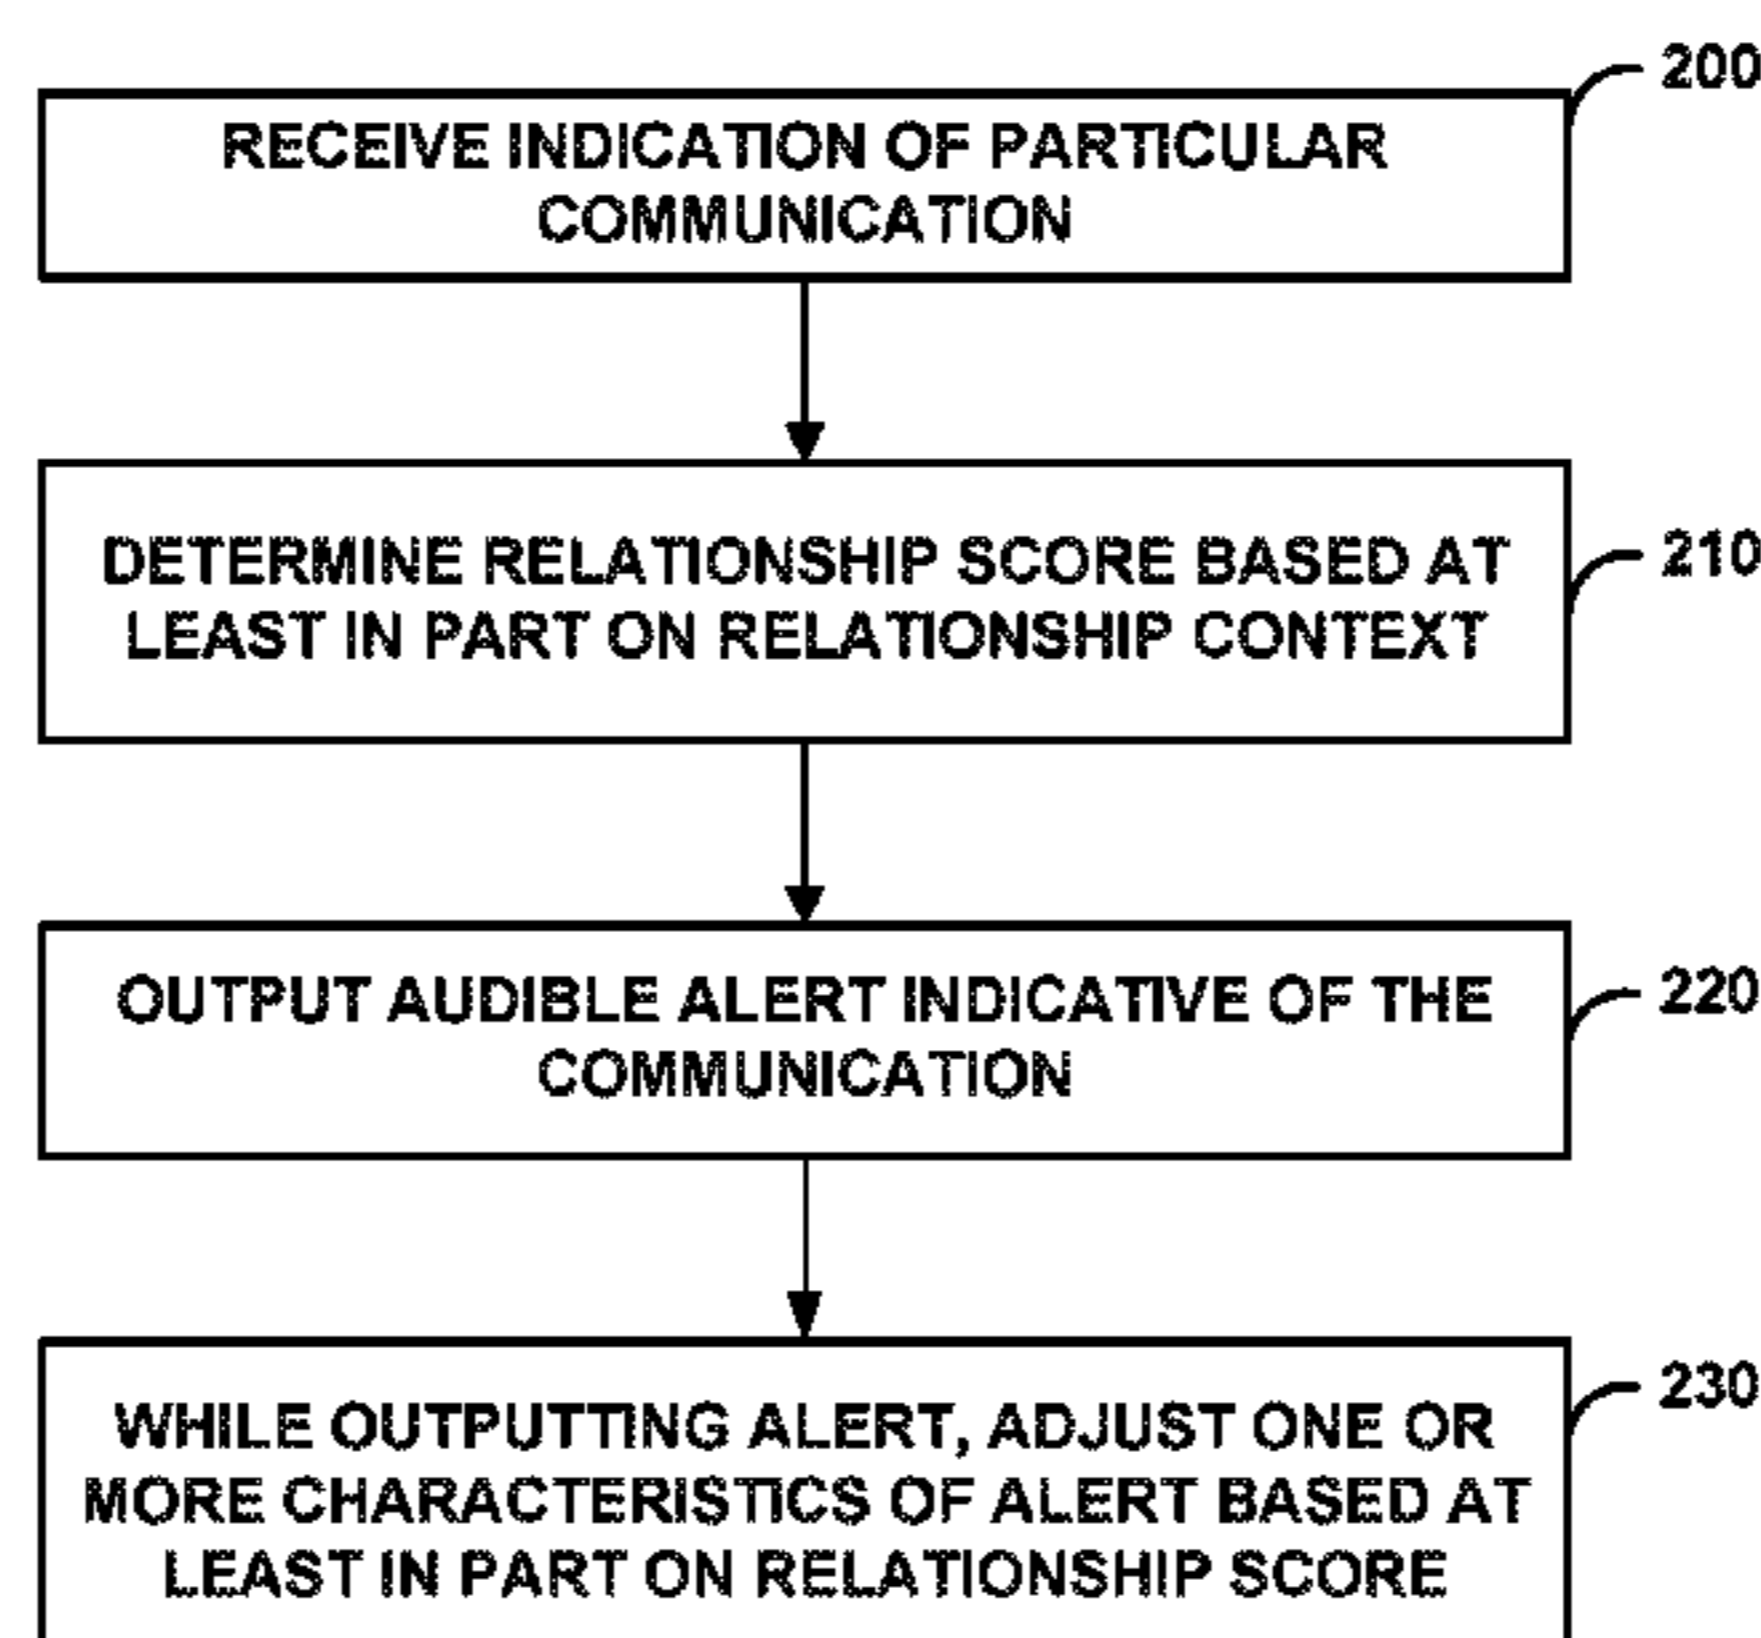 200
RECEIVE INDICATION OF PARTICULAR
COMMUNICATION
210
DETERMINE RELATIONSHIP SCORE BASED AT
LEAST IN PART ON RELATIONSHIP CONTEXT
220
OUTPUT AUDIBLE ALERT INDICATIVE OF THE
COMMUNICATION
230
WHILE OUTPUTTING ALERT, ADJUST ONE OR
MORE CHARACTERISTICS OF ALERT BASED AT
LEAST IN PART ON RELATIONSHIP SCORE